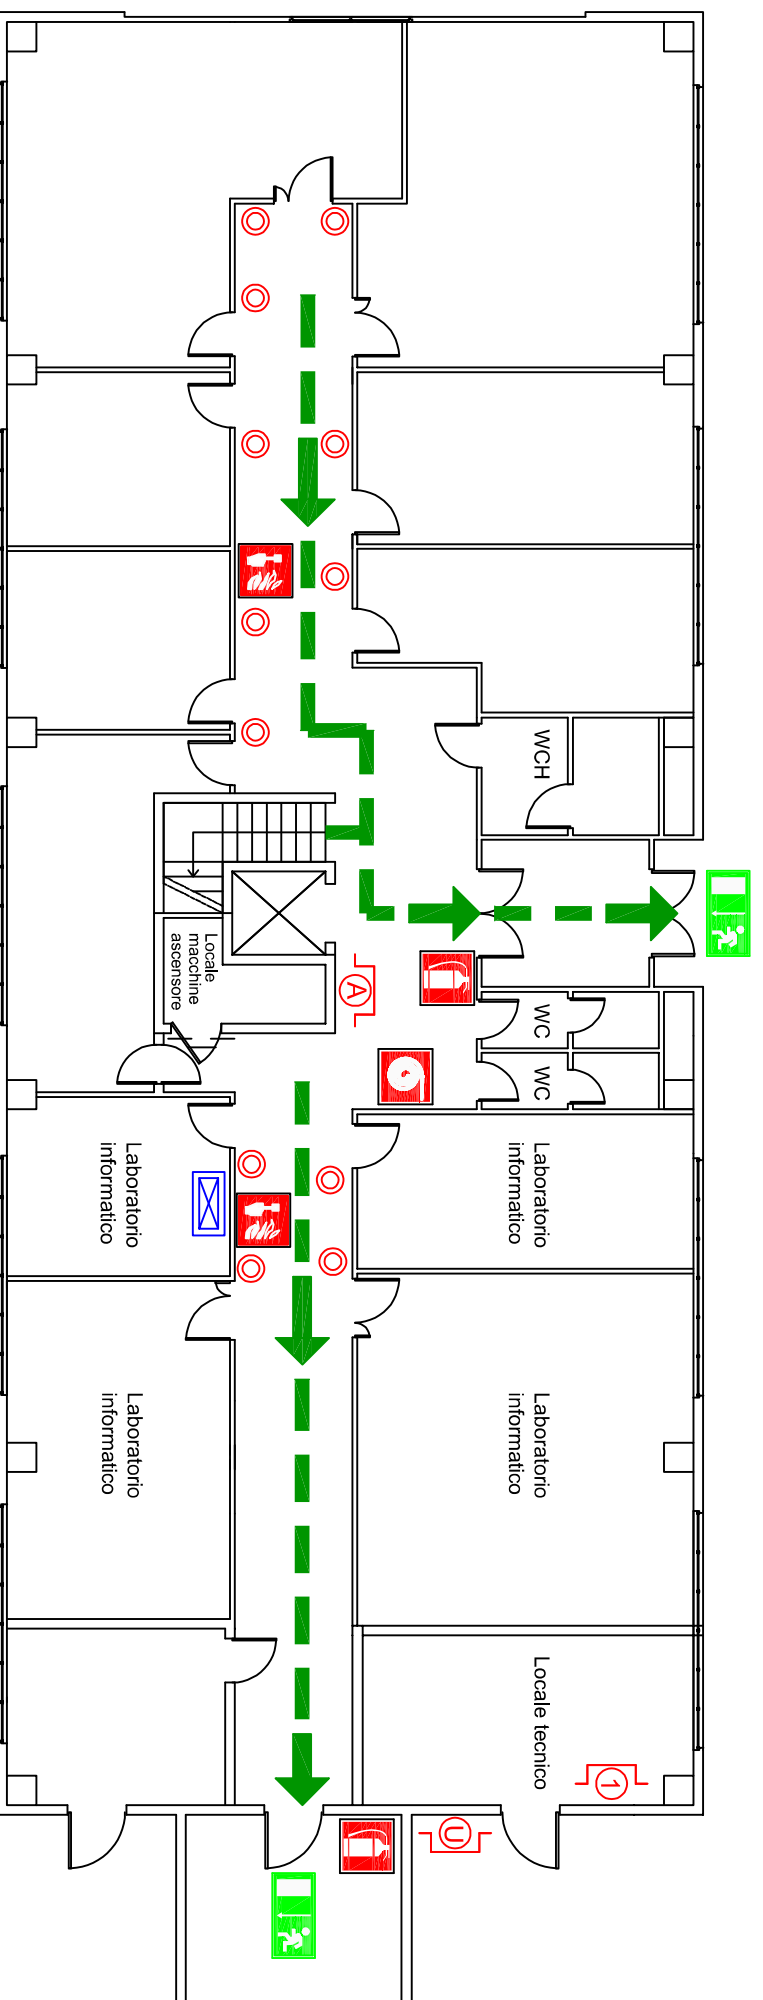 WCH
Locale
macchine
ascensore
A
WC
WC
Laboratorio
informatico
Laboratorio
informatico
Laboratorio
informatico
Laboratorio
informatico
Locale tecnico
1
U